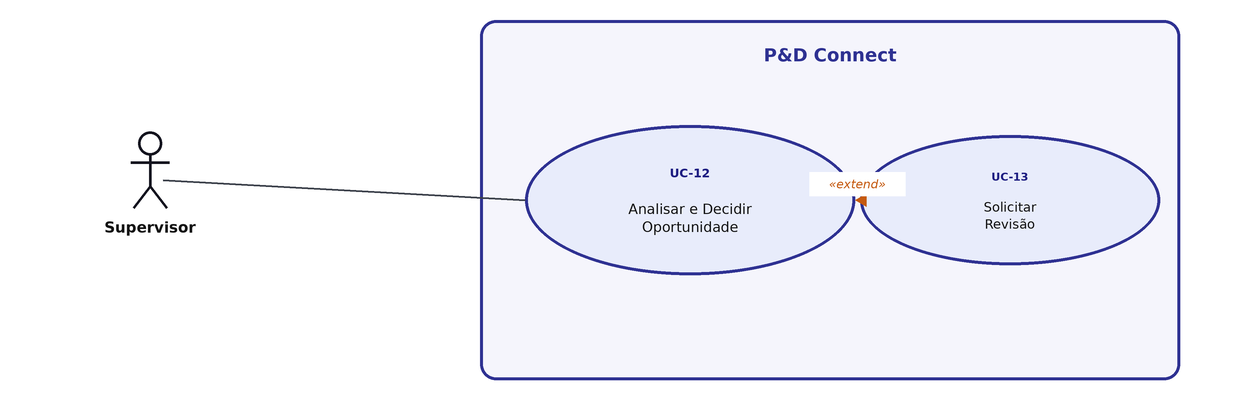 P&D Connect
Supervisor
UC-12
Analisar e Decidir
Oportunidade
«extend»
UC-13
Solicitar
Revisão